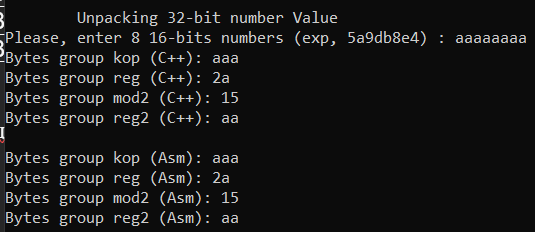 Unpacking 32-bit number Value
Please, enter 8 16-bits numbers (exp, 5a9db8e4) : aaaaaaaa
Bytes group kop (C++): aaa
Bytes group reg (C++): 2a
Bytes group mod2 (C++): 15
Bytes group reg2 (C++): aa
Bytes group kop (Asm): aaa
Bytes group reg (Asm): 2a
Bytes group mod2 (Asm): 15
Bytes group reg2 (Asm): aa